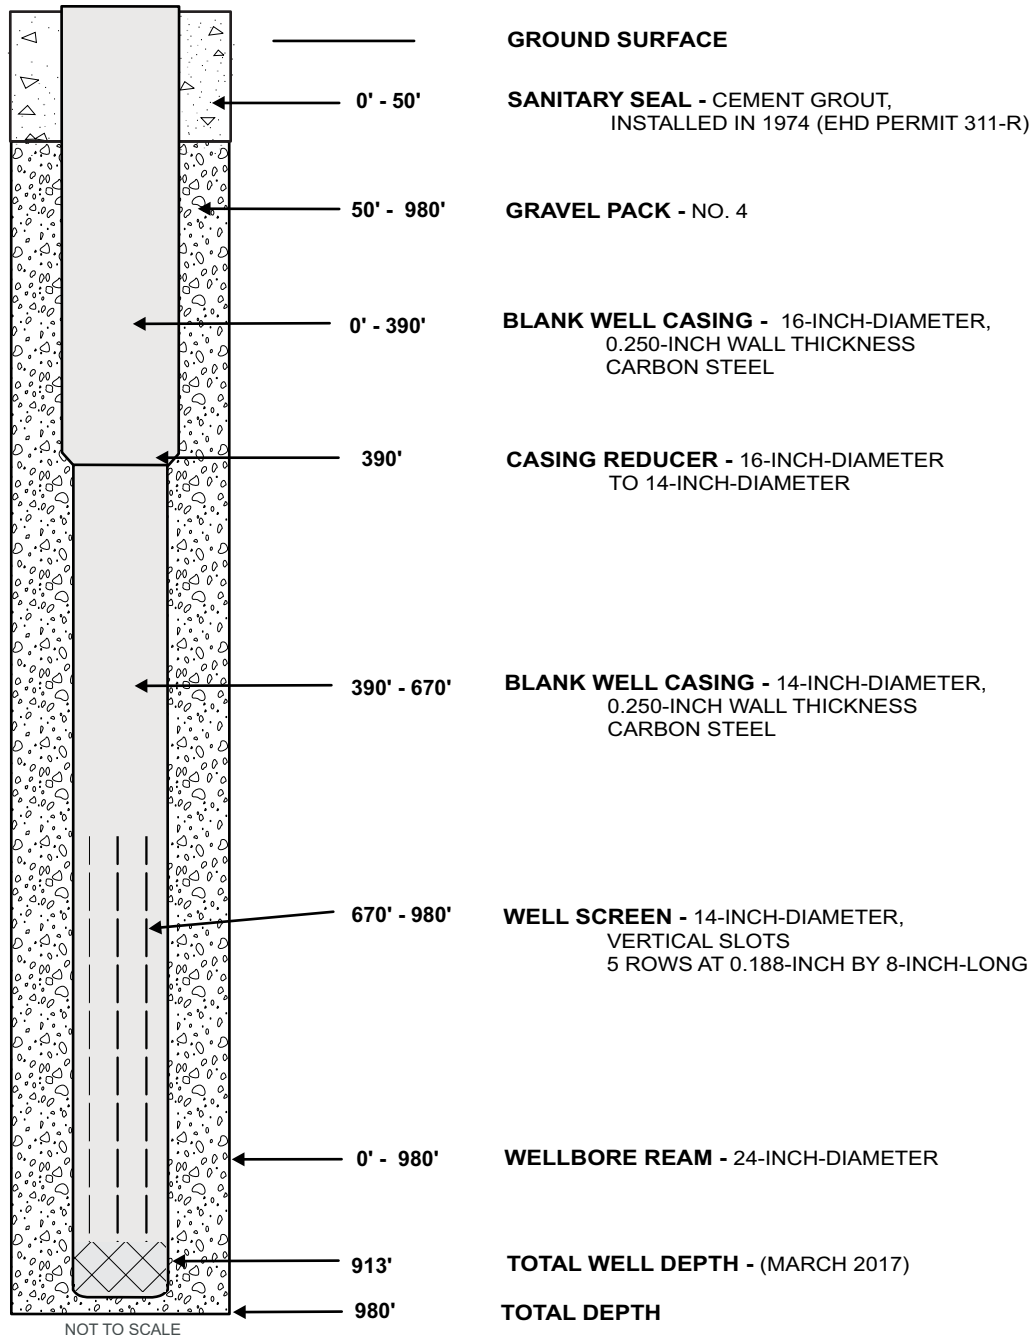 GROUND SURFACE
0' - 50' SANITARY SEAL - CEMENT GROUT,
INSTALLED IN 1974 (EHD PERMIT 311-R)
50' - 980' GRAVEL PACK - NO. 4
0' - 390' BLANK WELL CASING - 16-INCH-DIAMETER,
0.250-INCH WALL THICKNESS
CARBON STEEL
390' CASING REDUCER - 16-INCH-DIAMETER
TO 14-INCH-DIAMETER
390' - 670' BLANK WELL CASING - 14-INCH-DIAMETER,
0.250-INCH WALL THICKNESS
CARBON STEEL
670' - 980' WELL SCREEN - 14-INCH-DIAMETER,
VERTICAL SLOTS
5 ROWS AT 0.188-INCH BY 8-INCH-LONG
0' - 980' WELLBORE REAM - 24-INCH-DIAMETER
913' TOTAL WELL DEPTH - (MARCH 2017)
980' TOTAL DEPTH
NOT TO SCALE